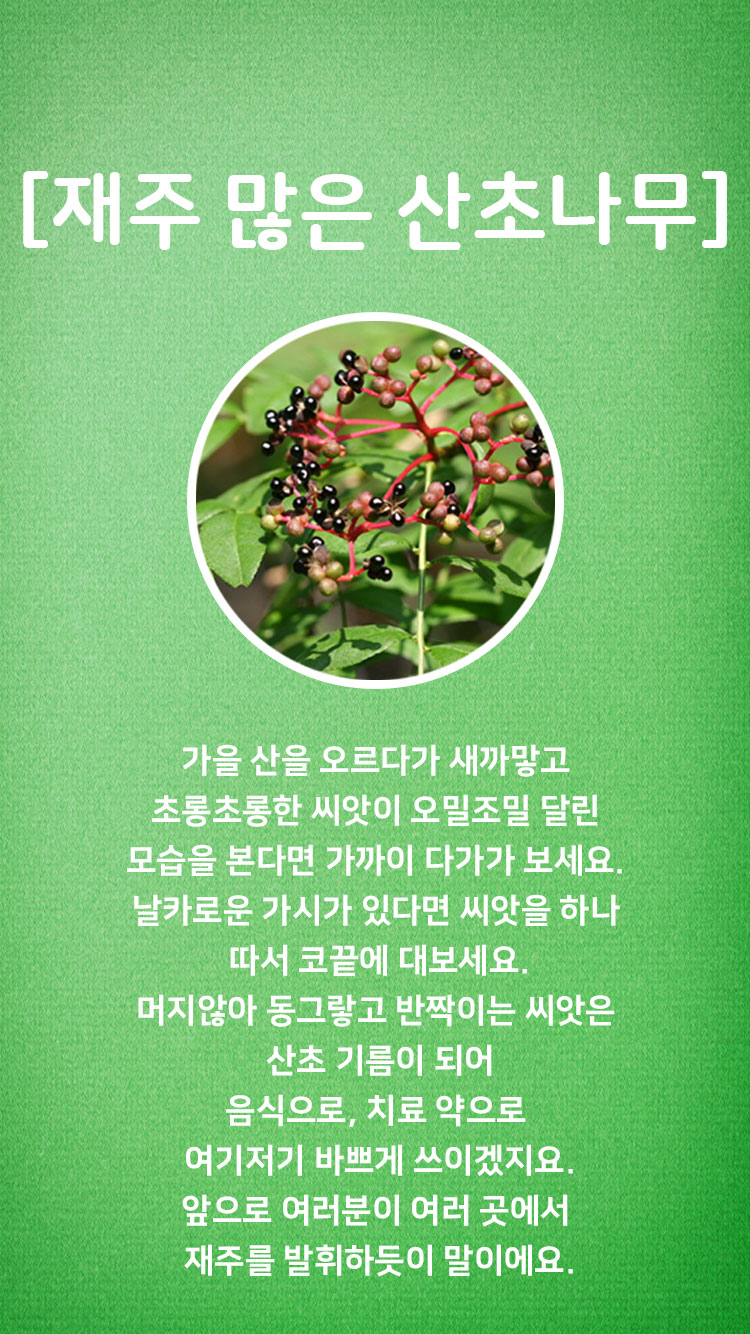 [재주 많은 산초나무]
가을 산을 오르다가 새까맣고
초롱초롱한 씨앗이 오밀조밀 달린
모습을 본다면 가까이 다가가 보세요.
날카로운 가시가 있다면 씨앗을 하나
따서 코끝에 대보세요.
머지않아 동그랗고 반짝이는 씨앗은
산초 기름이 되어
음식으로, 치료 약으로
여기저기 바쁘게 쓰이겠지요.
앞으로 여러분이 여러 곳에서
재주를 발휘하듯이 말이에요.